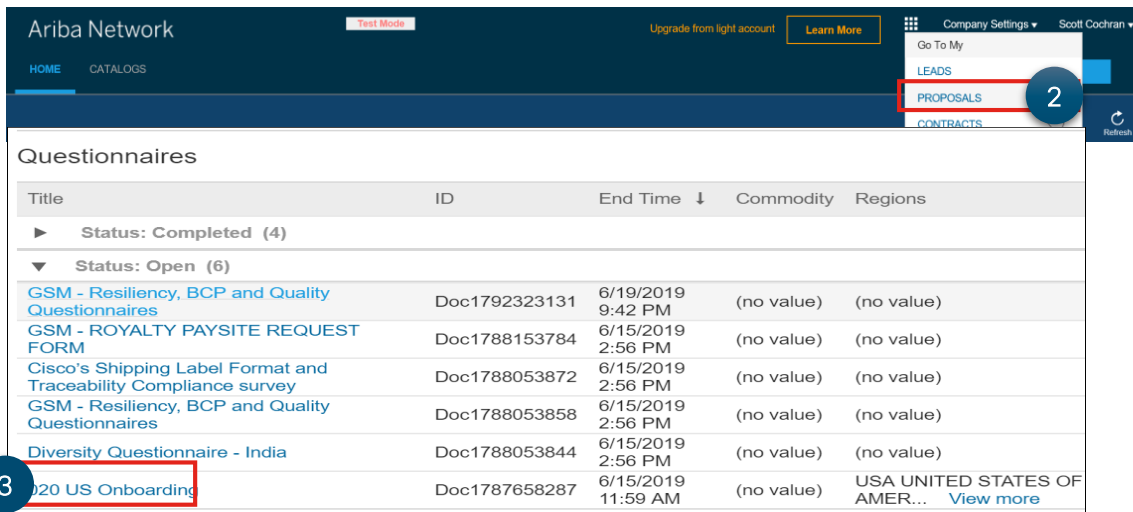 Ariba Network
Test Mode
Upgrade from light account
Learn More
Company Settings
Scott Cochran
Go To My
HOME
CATALOGS
LEADS
PROPOSALS
2
CONTRACTS
Refresh
Questionnaires
Title ID End Time Commodity Regions
Status: Completed (4)
Status: Open (6)
GSM - Resiliency, BCP and Quality
Questionnaires
Doc1792323131
6/19/2019
9:42 PM
(no value)
(no value)
GSM - ROYALTY PAYSITE REQUEST
FORM
Doc1788153784
6/15/2019
2:56 PM
(no value)
(no value)
Cisco's Shipping Label Format and
Traceability Compliance survey
Doc1788053872
6/15/2019
2:56 PM
(no value)
(no value)
GSM - Resiliency, BCP and Quality
Questionnaires
Doc1788053858
6/15/2019
2:56 PM
(no value)
(no value)
Diversity Questionnaire - India
Doc1788053844
6/15/2019
2:56 PM
(no value)
(no value)
3
020 US Onboarding
Doc1787658287
6/15/2019
11:59 AM
(no value)
USA UNITED STATES OF
AMER... View more